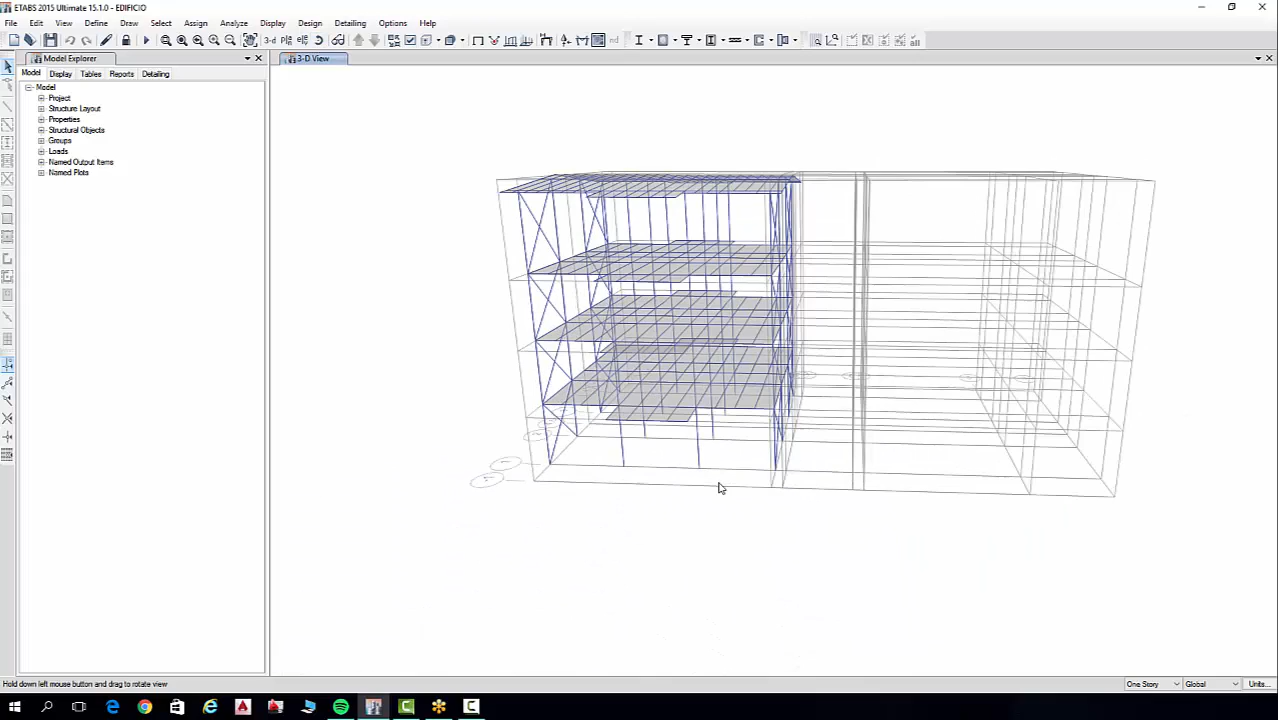 ETABS 2015 Ultimate 15.1.0 - EDIFICIO
File Edit View Define Draw Select Assign Analyze Display Design Detailing Options Help
3-d
all
Model Explorer
3-D View
Model Display Tables Reports Detailing
Model
Project
Structure Layout
Properties
Structural Objects
Groups
Loads
Named Output Items
Named Plots
Hold down left mouse button and drag to rotate view
One Story Global Units...